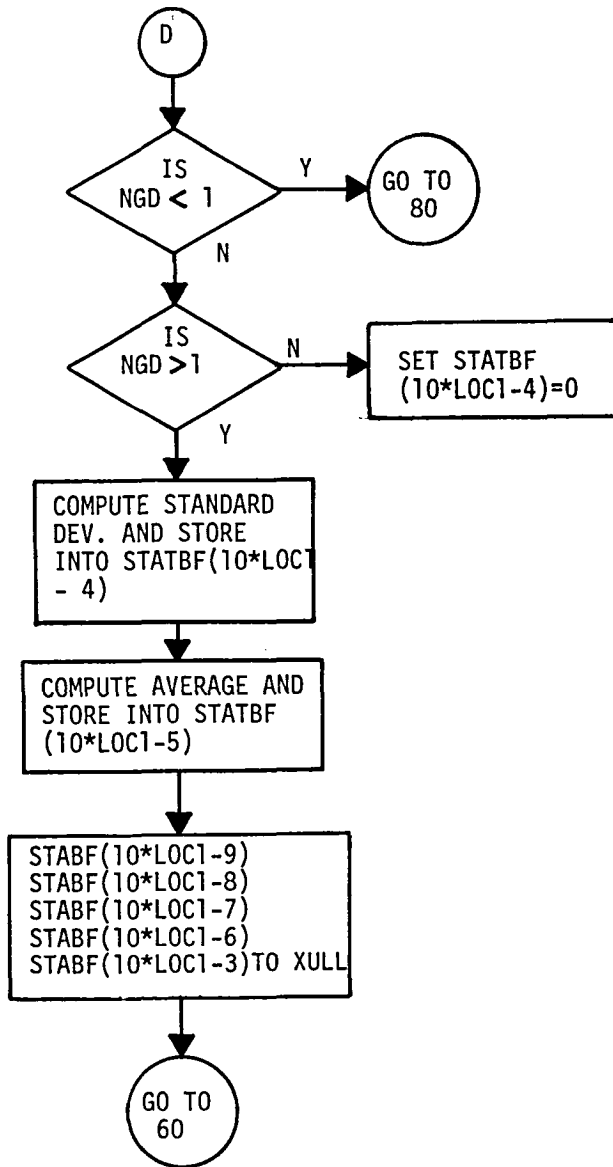 D
IS
NGD < 1
Y
GO TO
80
N
IS
NGD >1
N
SET STATBF
(10*LOC1-4)=0
Y
COMPUTE STANDARD
DEV. AND STORE
INTO STATBF(10*LOC1
- 4)
COMPUTE AVERAGE AND
STORE INTO STATBF
(10*LOC1-5)
STABF(10*LOC1-9)
STABF(10*LOC1-8)
STABF(10*LOC1-7)
STABF(10*LOC1-6)
STABF(10*LOC1-3)TO XULL
GO TO
60